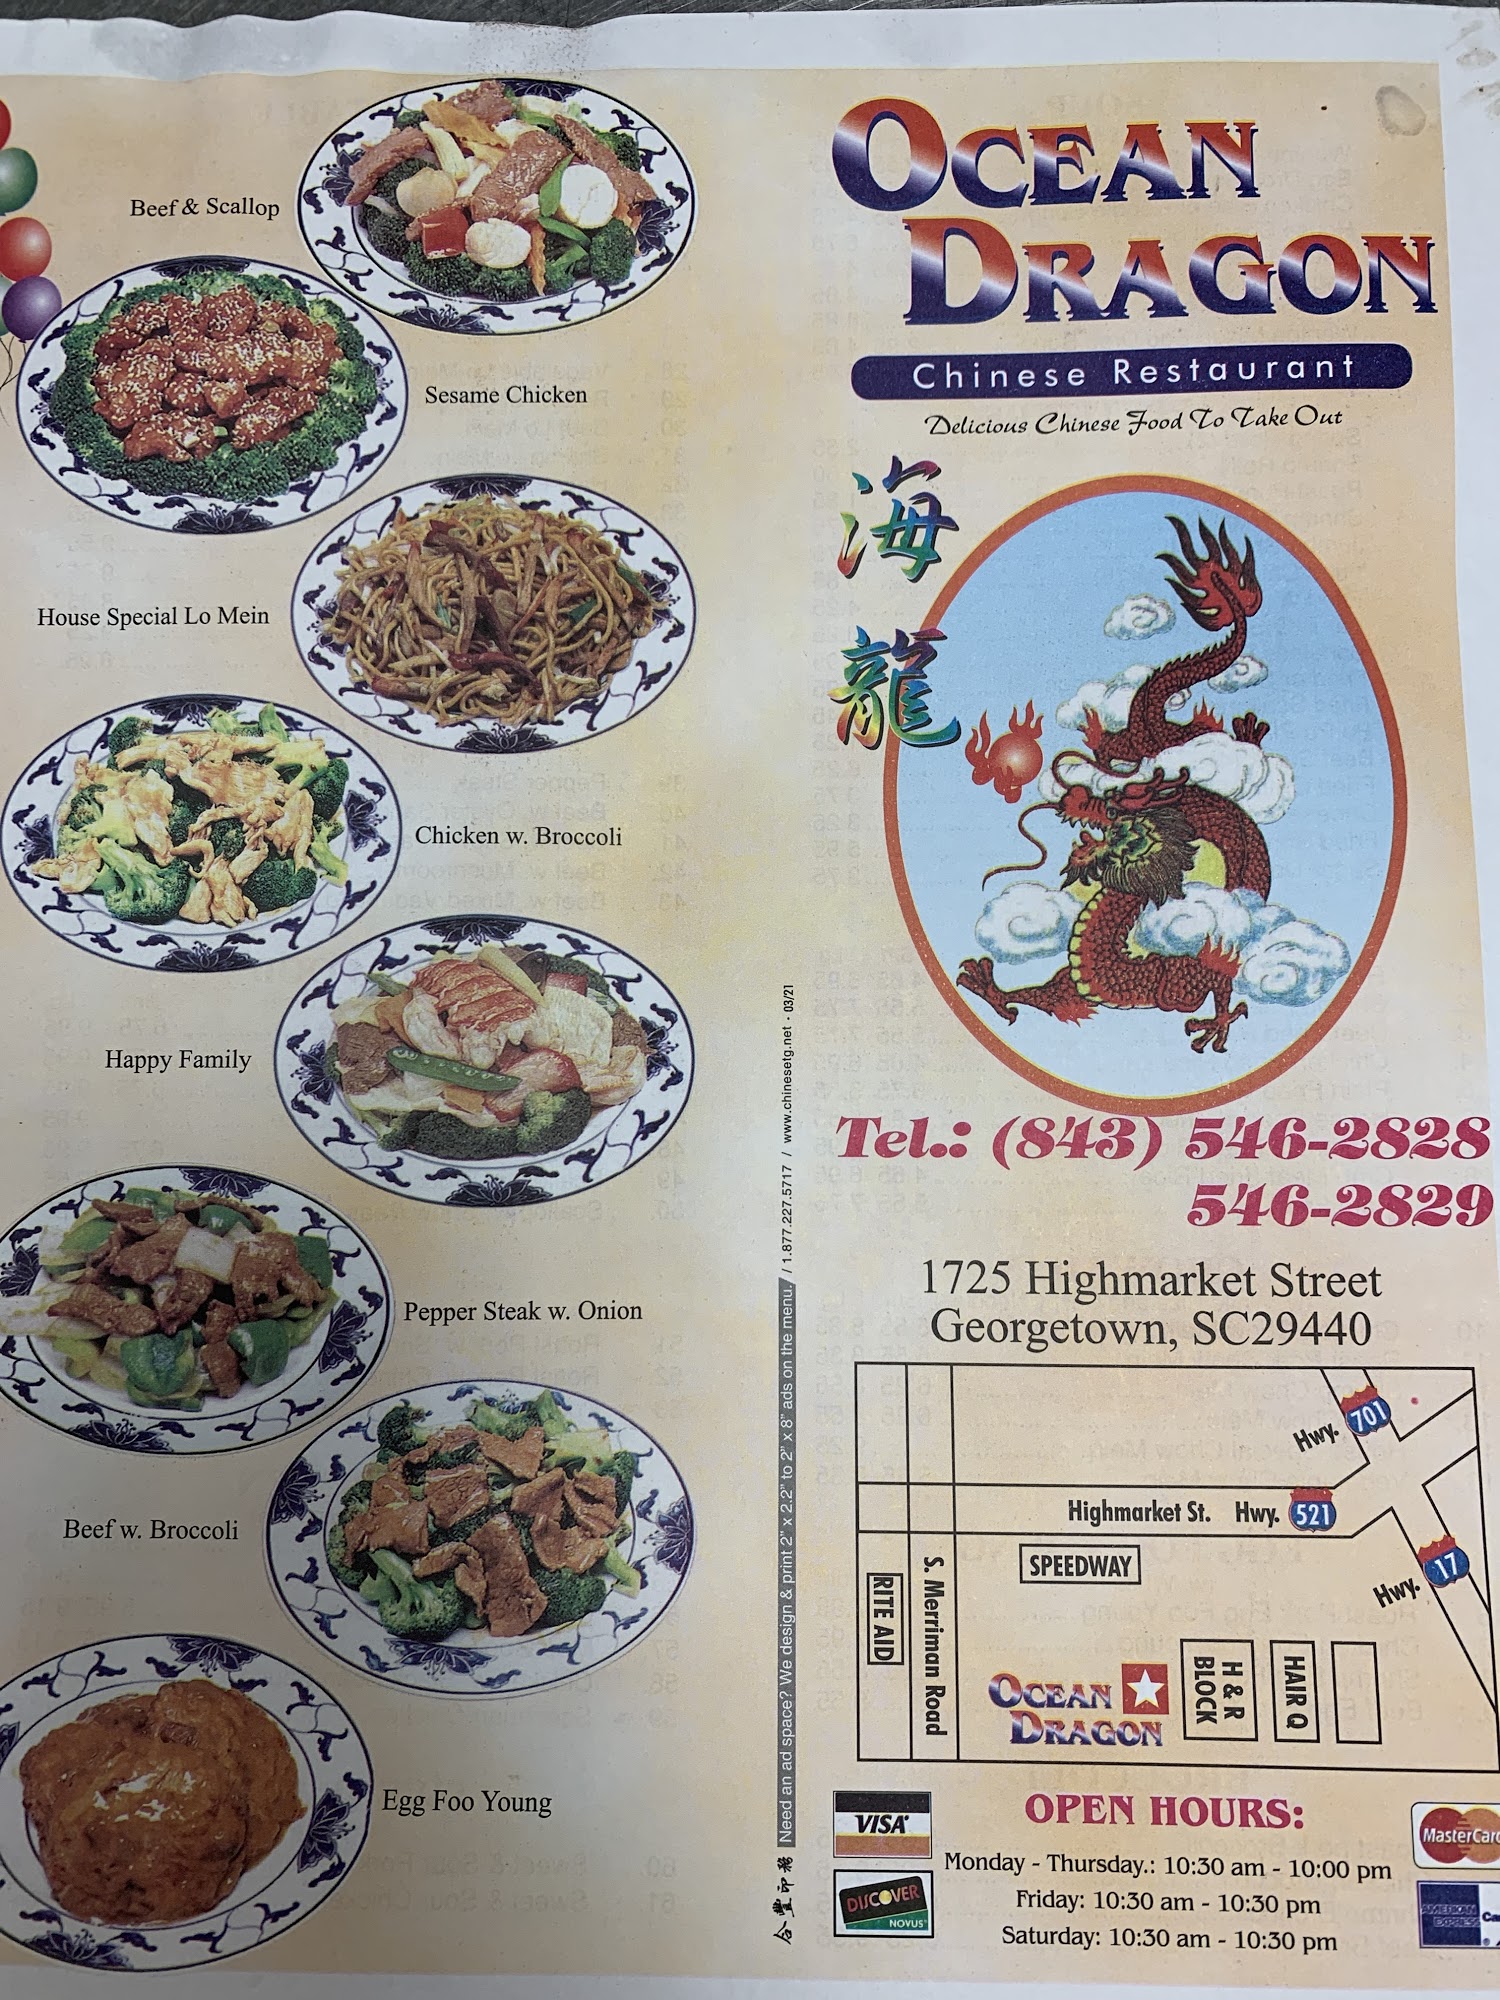 Beef & Scallop
Sesame Chicken
House Special Lo Mein
Chicken w. Broccoli
Happy Family
Pepper Steak w. Onion
Beef w. Broccoli
Egg Foo Young
合豐印務 Need an ad space? We design & print 2" x 2.2" to 2" x 8" ads on the menu. / 1.877.227.5717 / www.chinesetg.net · 03/21
OCEAN
DRAGON
Chinese Restaurant
Delicious Chinese Food To Take Out
海
龍
Tel.: (843) 546-2828
546-2829
1725 Highmarket Street
Georgetown, SC29440
Hwy. 701
Highmarket St. Hwy. 521
Hwy. 17
SPEEDWAY
RITE AID
S. Merriman Road
OCEAN
DRAGON
H & R
BLOCK
HAIR Q
OPEN HOURS:
Monday - Thursday.: 10:30 am - 10:00 pm
Friday: 10:30 am - 10:30 pm
Saturday: 10:30 am - 10:30 pm
VISA
DISCOVER
NOVUS
MasterCard
AMERICAN
EXPRESS